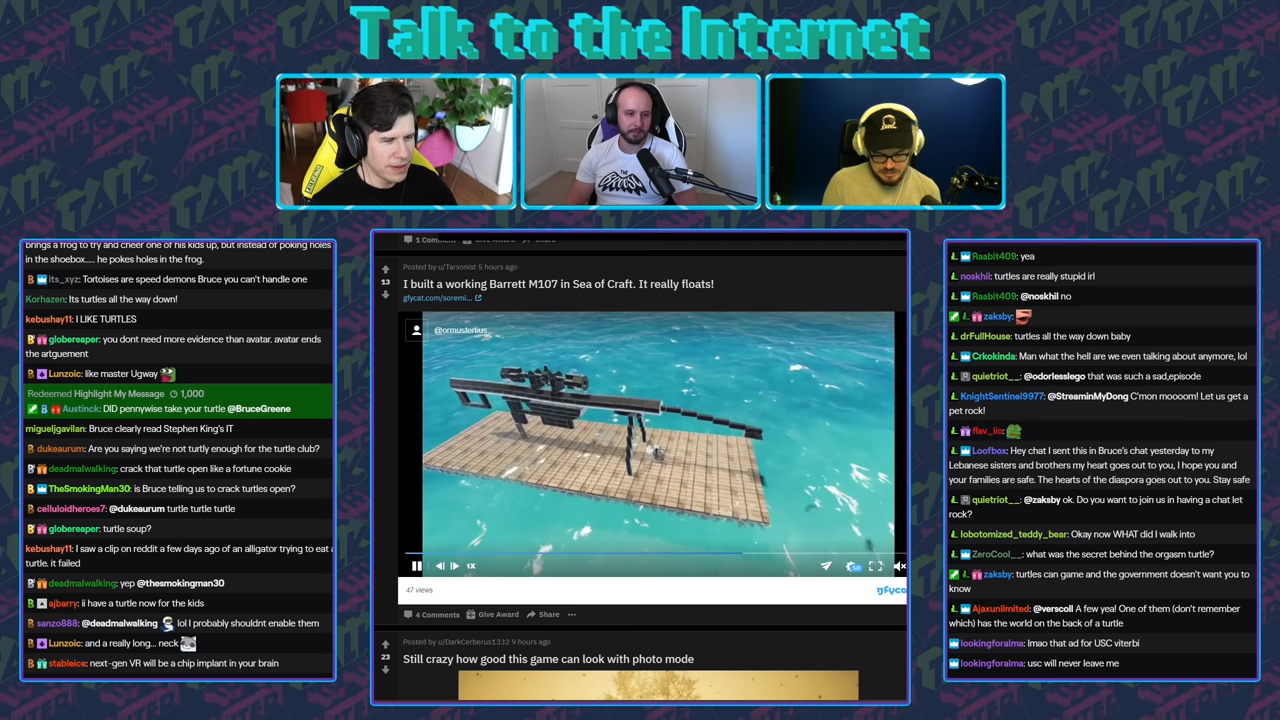 Talk to the Internet
THE
BRUCE
brings a frog to try and cheer one of his kids up, but instead of poking holes
in the shoebox..... he pokes holes in the frog.
its_xyz: Tortoises are speed demons Bruce you can't handle one
Korhazen: Its turtles all the way down!
kebushay11: I LIKE TURTLES
globereaper: you dont need more evidence than avatar. avatar ends
the artguement
Lunzoic: like master Ugway
Redeemed Highlight My Message 1,000
Austinck: DID pennywise take your turtle @BruceGreene
migueljgavilan: Bruce clearly read Stephen King's IT
dukeaurum: Are you saying we're not turtly enough for the turtle club?
deadmalwalking: crack that turtle open like a fortune cookie
TheSmokingMan30: is Bruce telling us to crack turtles open?
celluloidheroes7: @dukeaurum turtle turtle turtle
globereaper: turtle soup?
kebushay11: I saw a clip on reddit a few days ago of an alligator trying to eat a
turtle. it failed
deadmalwalking: yep @thesmokingman30
ajbarry: ii have a turtle now for the kids
sanzo888: @deadmalwalking lol I probably shouldnt enable them
Lunzoic: and a really long... neck
stableice: next-gen VR will be a chip implant in your brain
1 Comment Give Award Share
Posted by u/Tarsonist 5 hours ago
13
I built a working Barrett M107 in Sea of Craft. It really floats!
gfycat.com/soremi...
@ormusterlius
1X
SD
47 views
gfyca
4 Comments Give Award Share
Posted by u/DarkCerberus1332 9 hours ago
23
Still crazy how good this game can look with photo mode
Raabit409: yea
noskhil: turtles are really stupid irl
Raabit409: @noskhil no
zaksby:
drFullHouse: turtles all the way down baby
Crkokinda: Man what the hell are we even talking about anymore, lol
quietriot__: @odorlesslego that was such a sad,episode
KnightSentinel9977: @StreaminMyDong C'mon moooom! Let us get a
pet rock!
flav_iio:
Loofbox: Hey chat I sent this in Bruce's chat yesterday to my
Lebanese sisters and brothers my heart goes out to you, I hope you and
your families are safe. The hearts of the diaspora goes out to you. Stay safe
quietriot__: @zaksby ok. Do you want to join us in having a chat let
rock?
lobotomized_teddy_bear: Okay now WHAT did I walk into
ZeroCool__: what was the secret behind the orgasm turtle?
zaksby: turtles can game and the government doesn't want you to
know
Ajaxunlimited: @verscoll A few yea! One of them (don't remember
which) has the world on the back of a turtle
lookingforalma: lmao that ad for USC viterbi
lookingforalma: usc will never leave me